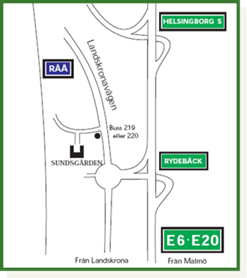 HELSINGBORG S
Landskronavägen
RÅÅ
Buss 219
eller 220
SUNDSGÅRDEN
RYDEBÄCK
E6·E20
Från Landskrona
Från Malmö